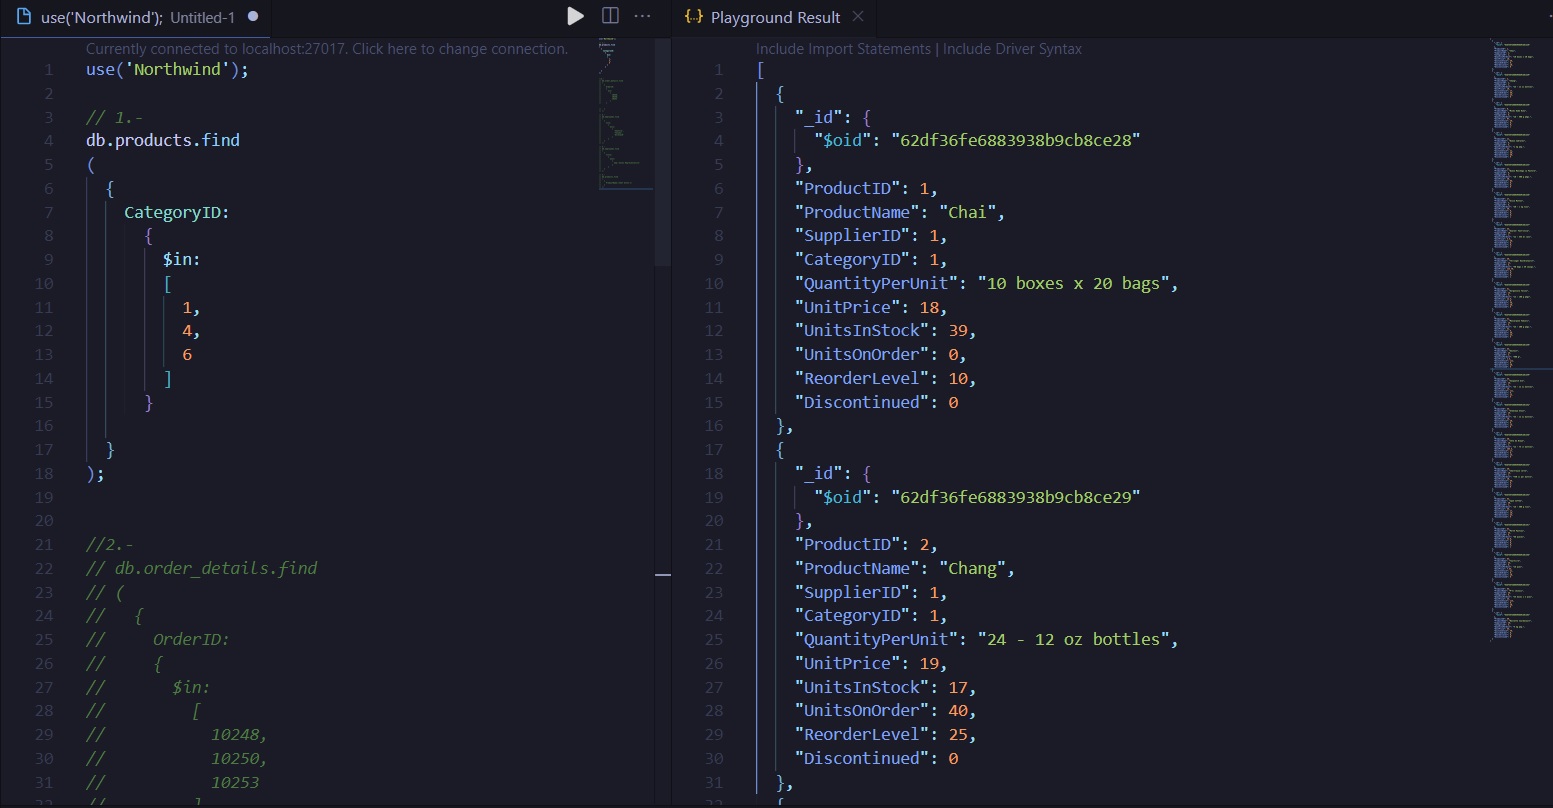 use('Northwind'); Untitled-1
Currently connected to localhost:27017. Click here to change connection.
1 use('Northwind');
2
3 // 1.-
4 db.products.find
5 (
6 {
7 CategoryID:
8 {
9 $in:
10 [
11 1,
12 4,
13 6
14 ]
15 }
16
17 }
18 );
19
20
21 //2.-
22 // db.order_details.find
23 // (
24 // {
25 // OrderID:
26 // {
27 // $in:
28 // [
29 // 10248,
30 // 10250,
31 // 10253
32 // ]
{..} Playground Result
Include Import Statements | Include Driver Syntax
1 [
2 {
3 "_id": {
4 "$oid": "62df36fe6883938b9cb8ce28"
5 },
6 "ProductID": 1,
7 "ProductName": "Chai",
8 "SupplierID": 1,
9 "CategoryID": 1,
10 "QuantityPerUnit": "10 boxes x 20 bags",
11 "UnitPrice": 18,
12 "UnitsInStock": 39,
13 "UnitsOnOrder": 0,
14 "ReorderLevel": 10,
15 "Discontinued": 0
16 },
17 {
18 "_id": {
19 "$oid": "62df36fe6883938b9cb8ce29"
20 },
21 "ProductID": 2,
22 "ProductName": "Chang",
23 "SupplierID": 1,
24 "CategoryID": 1,
25 "QuantityPerUnit": "24 - 12 oz bottles",
26 "UnitPrice": 19,
27 "UnitsInStock": 17,
28 "UnitsOnOrder": 40,
29 "ReorderLevel": 25,
30 "Discontinued": 0
31 },
32 {